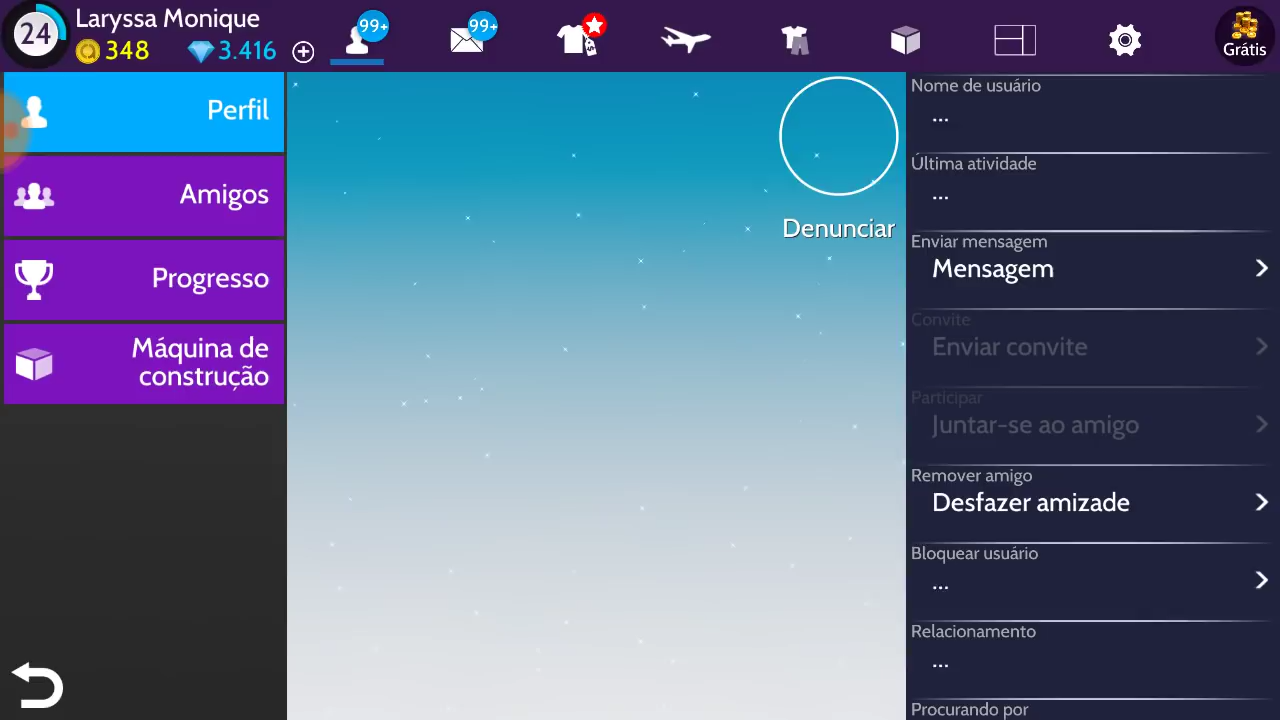 24
Laryssa Monique
348
3.416
99+
99+
Grátis
Perfil
Amigos
Progresso
Máquina de
construção
Denunciar
Nome de usuário
...
Última atividade
...
Enviar mensagem
Mensagem
Convite
Enviar convite
Participar
Juntar-se ao amigo
Remover amigo
Desfazer amizade
Bloquear usuário
...
Relacionamento
...
Procurando por